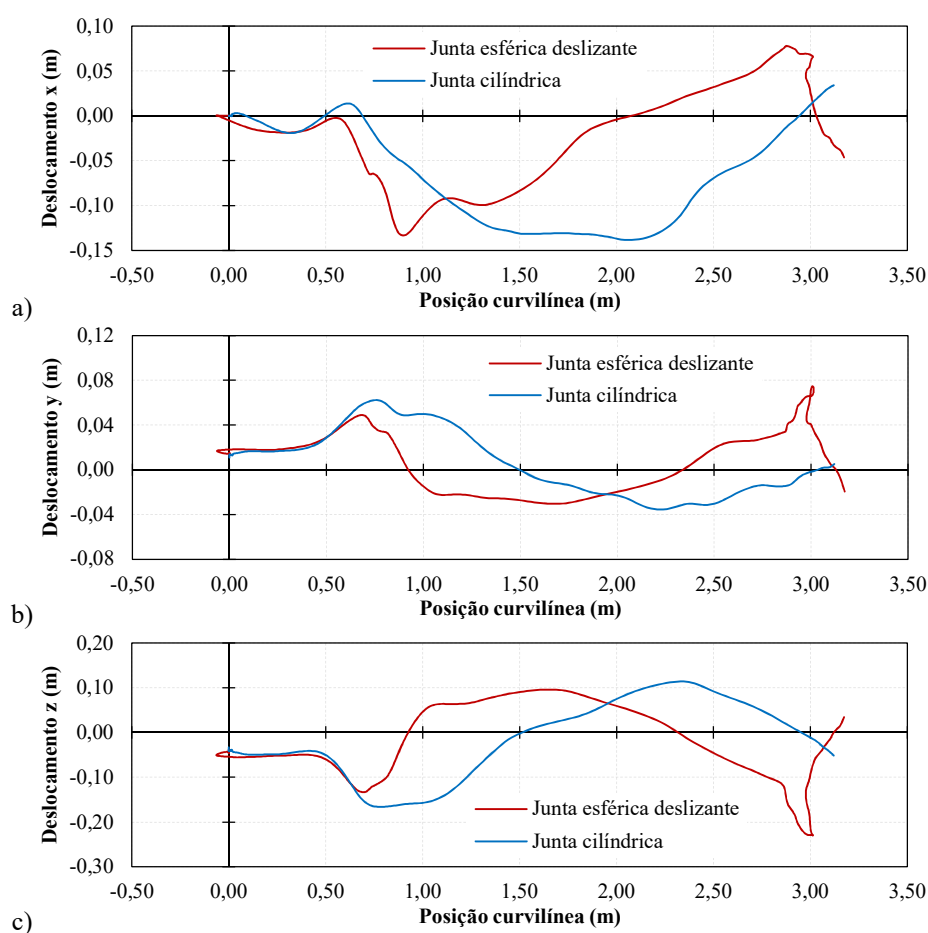 0,10
0,05
0,00
-0,05
-0,10
-0,15
Deslocamento x (m)
Junta esférica deslizante
Junta cilíndrica
-0,50 0,00 0,50 1,00 1,50 2,00 2,50 3,00 3,50
Posição curvilínea (m)
a)
0,12
0,08
0,04
0,00
-0,04
-0,08
Deslocamento y (m)
Junta esférica deslizante
Junta cilíndrica
-0,50 0,00 0,50 1,00 1,50 2,00 2,50 3,00 3,50
Posição curvilínea (m)
b)
0,20
0,10
0,00
-0,10
-0,20
-0,30
Deslocamento z (m)
Junta esférica deslizante
Junta cilíndrica
-0,50 0,00 0,50 1,00 1,50 2,00 2,50 3,00 3,50
Posição curvilínea (m)
c)